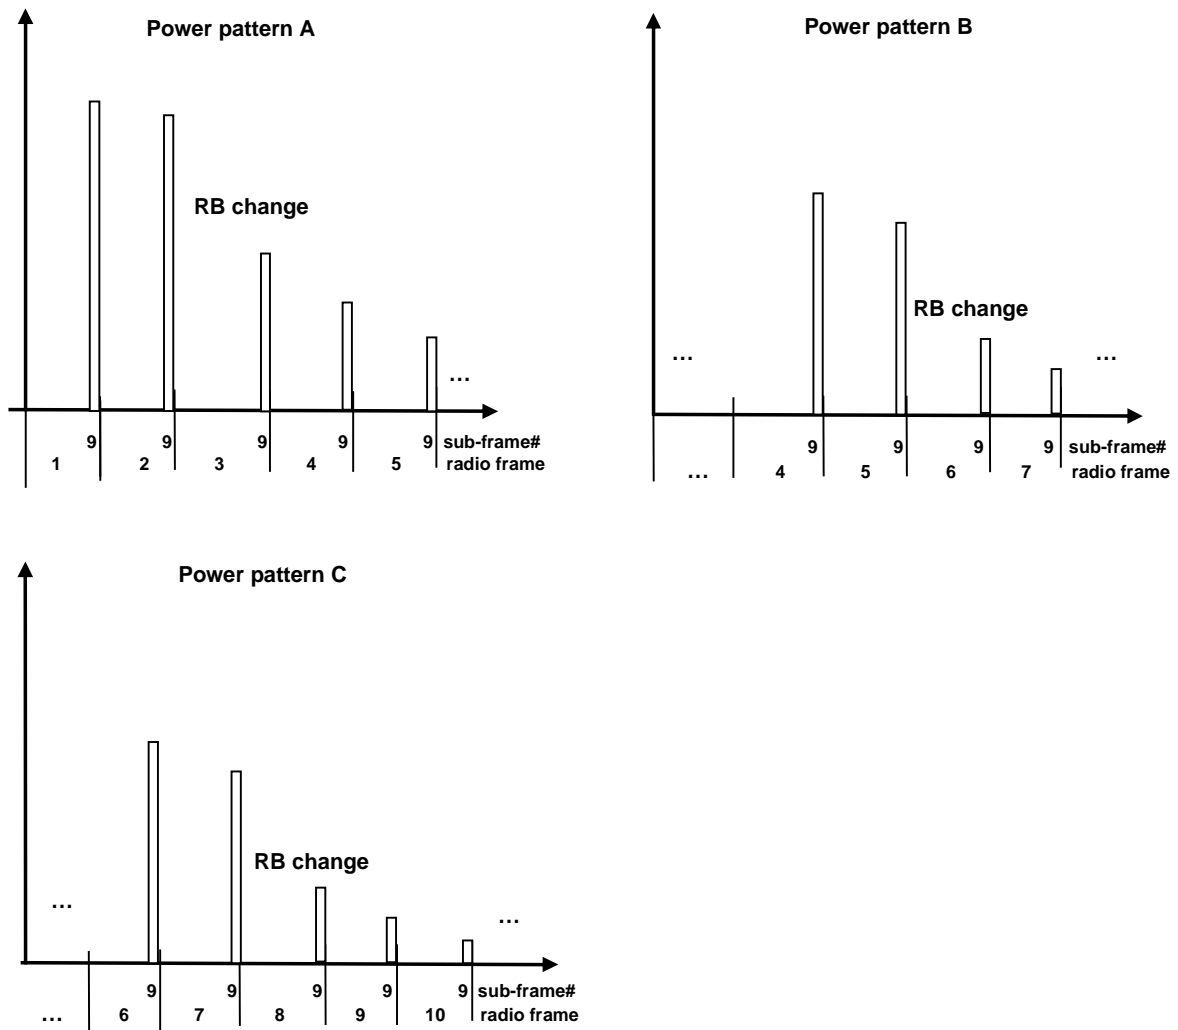 Power pattern A
RB change
...
9 9 9 9 9 sub-frame#
1 2 3 4 5 radio frame
Power pattern B
RB change
... ...
9 9 9 9 sub-frame#
... 4 5 6 7 radio frame
Power pattern C
RB change
... ...
9 9 9 9 9 sub-frame#
... 6 7 8 9 10 radio frame